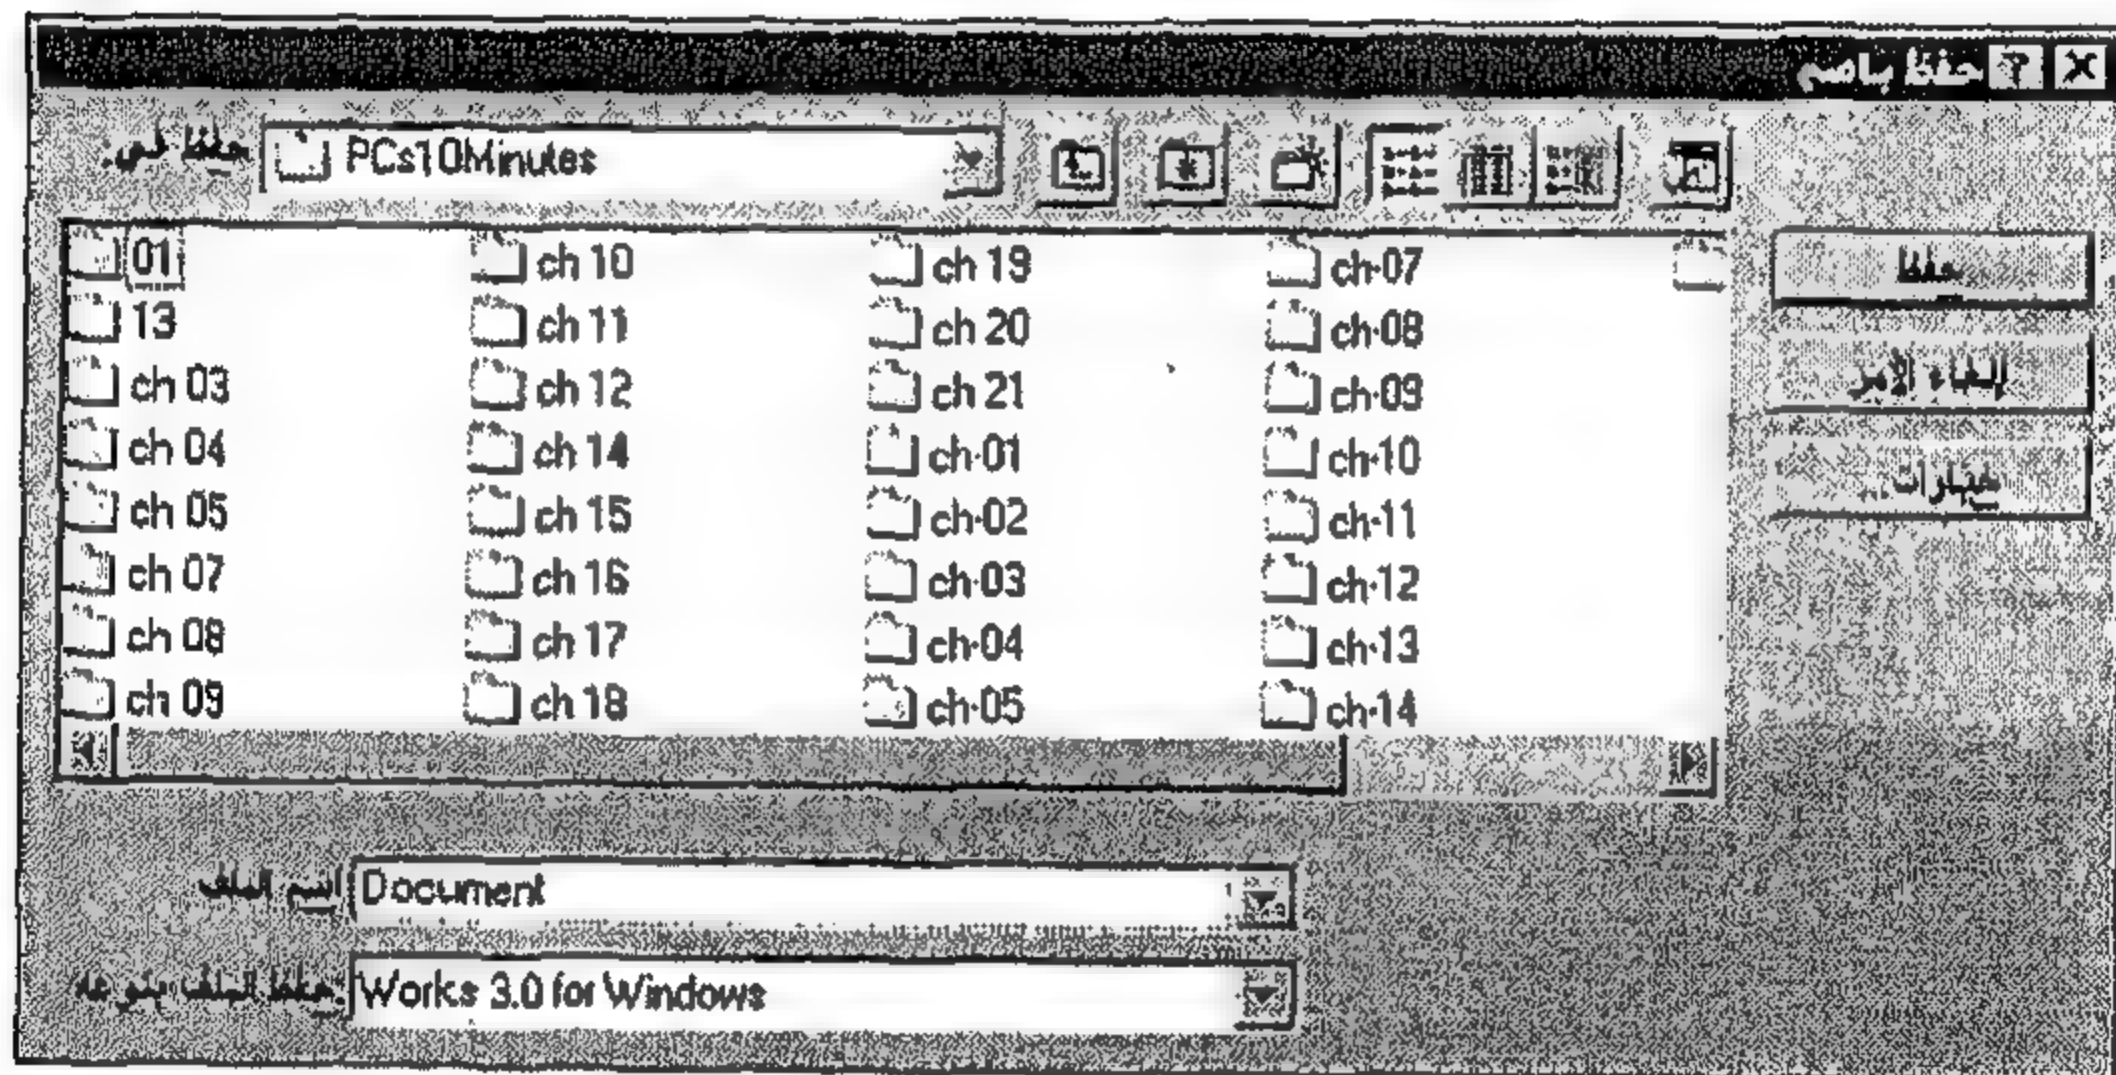 حفظ باسم
حفظ في: PCs10Minutes
01 ch 10 ch 19 ch-07
13 ch 11 ch 20 ch-08
ch 03 ch 12 ch 21 ch-09
ch 04 ch 14 ch-01 ch-10
ch 05 ch 15 ch-02 ch-11
ch 07 ch 16 ch-03 ch-12
ch 08 ch 17 ch-04 ch-13
ch 09 ch 18 ch-05 ch-14
حفظ
إلغاء الأمر
خيارات...
اسم الملف Document
حفظ الملف بنوعه Works 3.0 for Windows